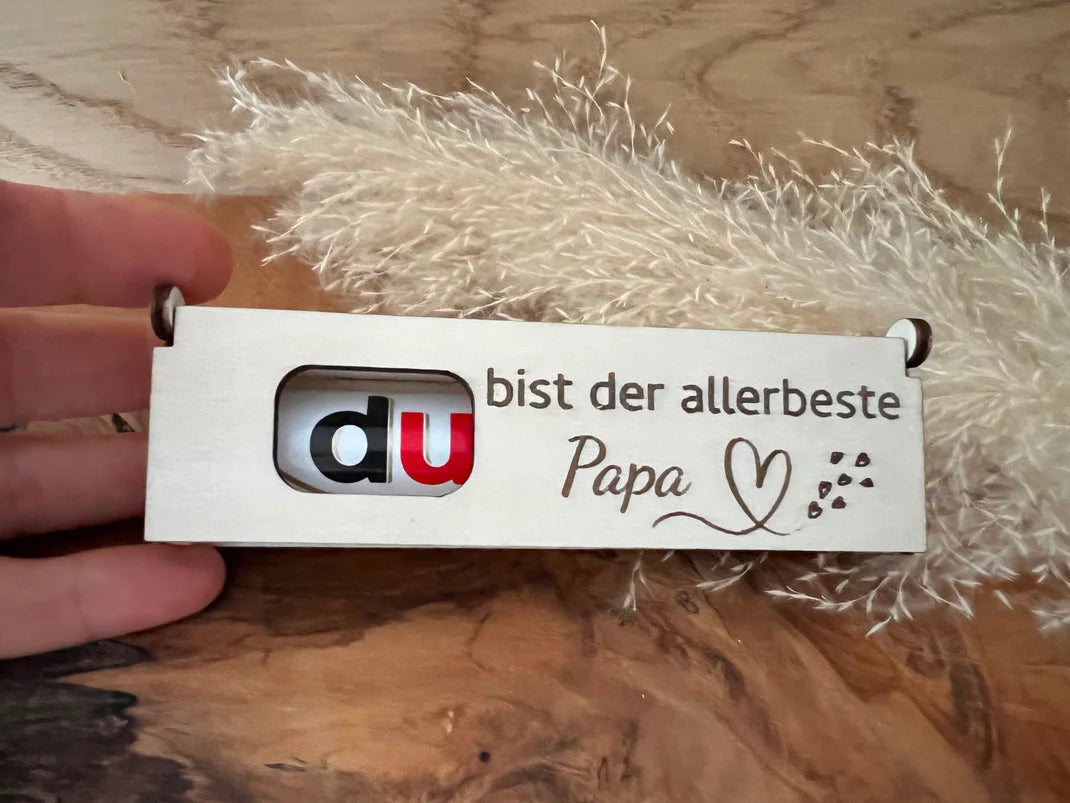 du bist der allerbeste
Papa